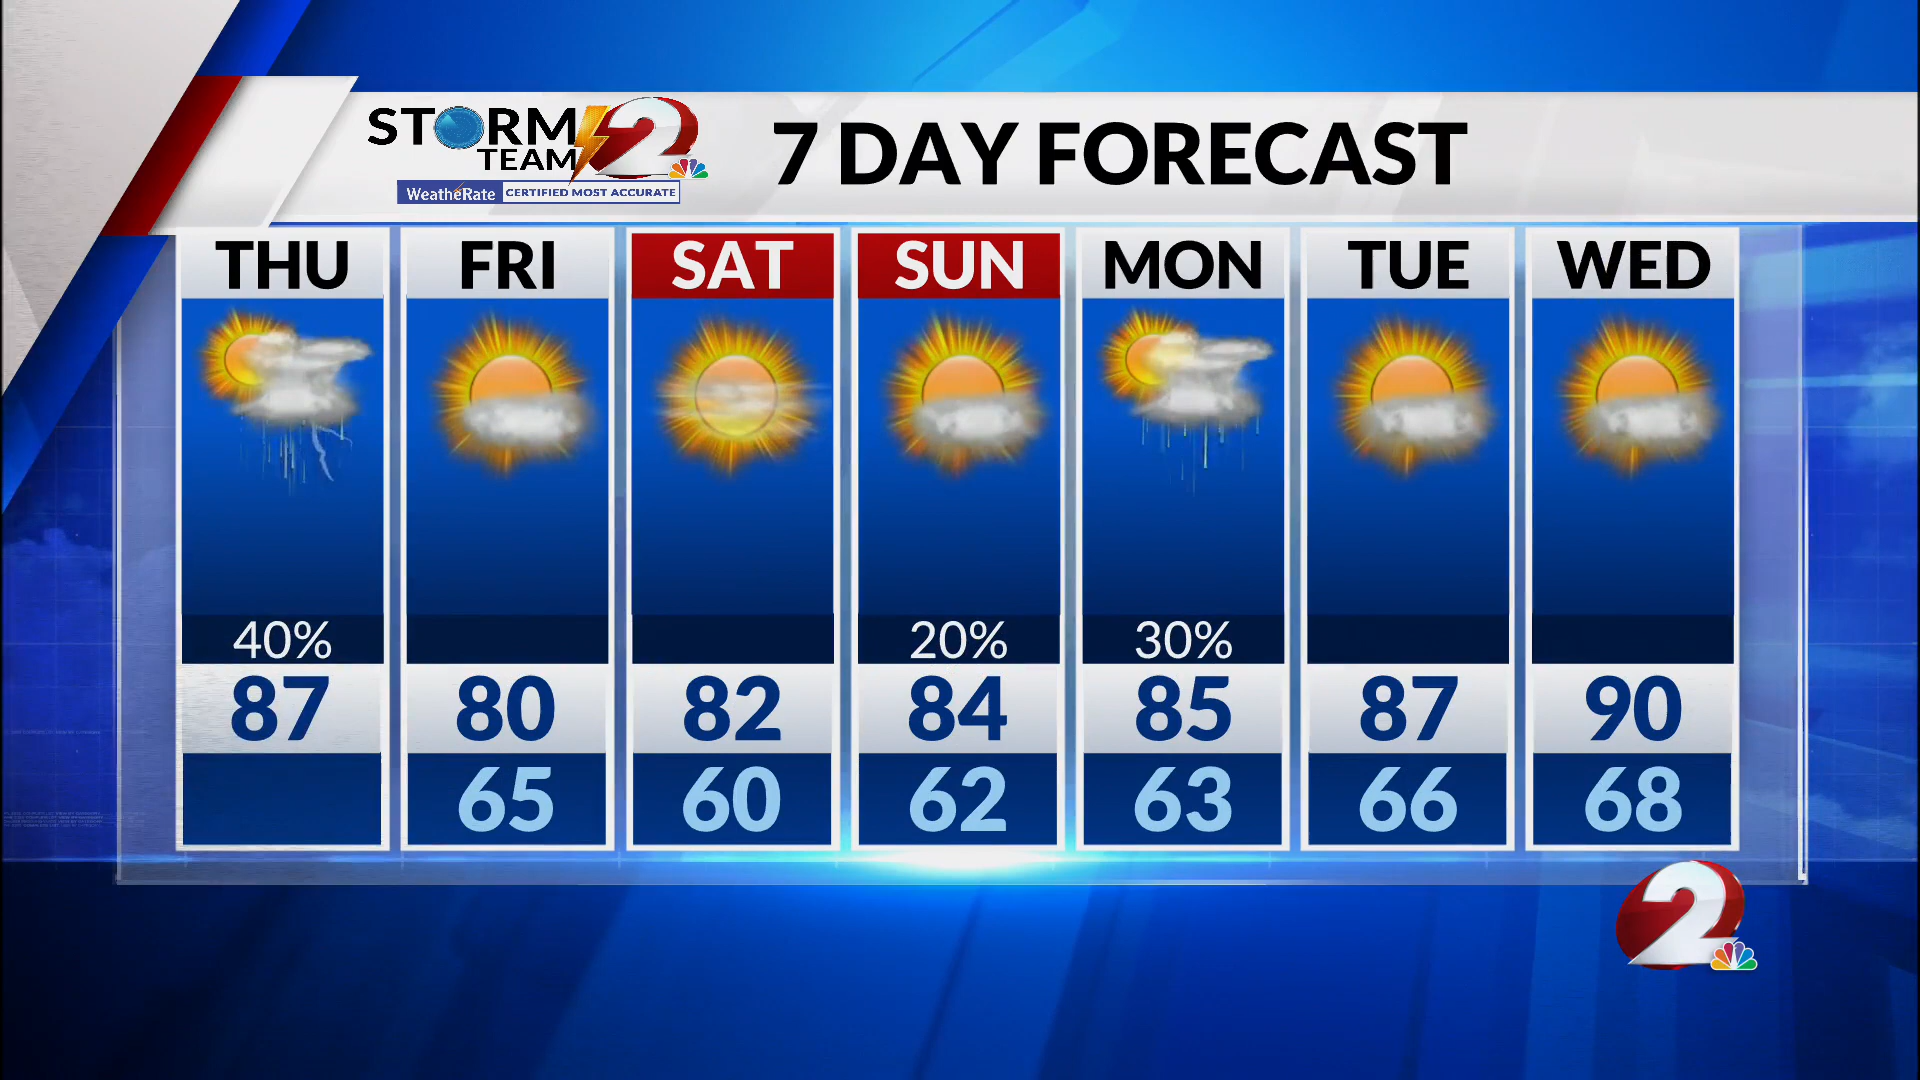 STORM
TEAM
2
WeatheRate CERTIFIED MOST ACCURATE
7 DAY FORECAST
THU FRI SAT SUN MON TUE WED
40% 20% 30%
87 80 82 84 85 87 90
65 60 62 63 66 68
2